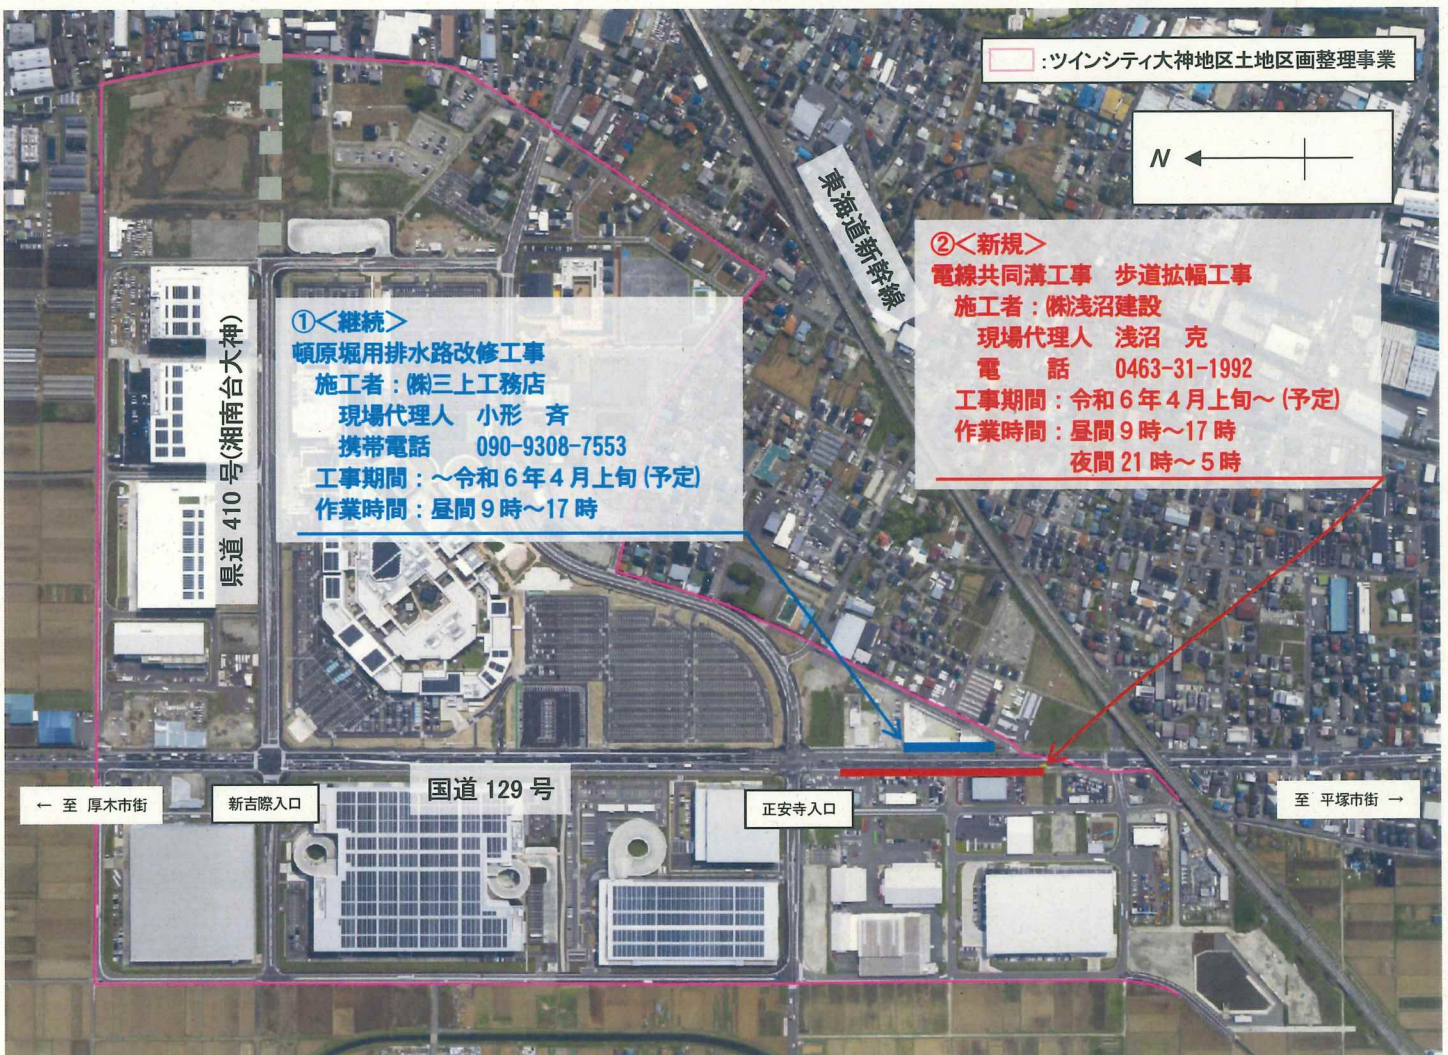 ：ツインシティ大神地区土地区画整理事業
N
東海道新幹線
②＜新規＞
電線共同溝工事　歩道拡幅工事
施工者：㈱浅沼建設
現場代理人　浅沼　克
電　話　0463-31-1992
工事期間：令和６年４月上旬～（予定）
作業時間：昼間９時～17時
夜間21時～５時
①＜継続＞
頓原堀用排水路改修工事
施工者：㈱三上工務店
現場代理人　小形　斉
携帯電話　090-9308-7553
工事期間：～令和６年４月上旬（予定）
作業時間：昼間９時～17時
県道410号(湘南台大神)
国道129号
← 至 厚木市街
新吉際入口
正安寺入口
至 平塚市街 →